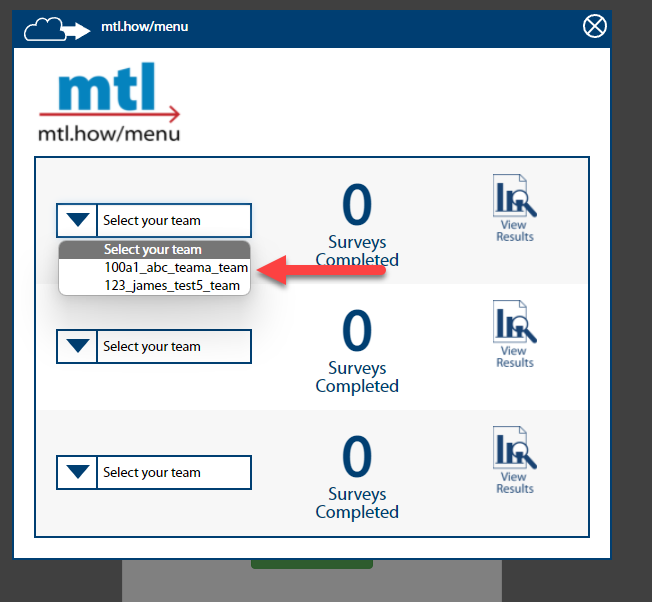 mtl.how/menu
mtl
mtl.how/menu
Select your team
0
Surveys
Completed
View
Results
Select your team
100a1_abc_teama_team
123_james_test5_team
Select your team
0
Surveys
Completed
View
Results
Select your team
0
Surveys
Completed
View
Results